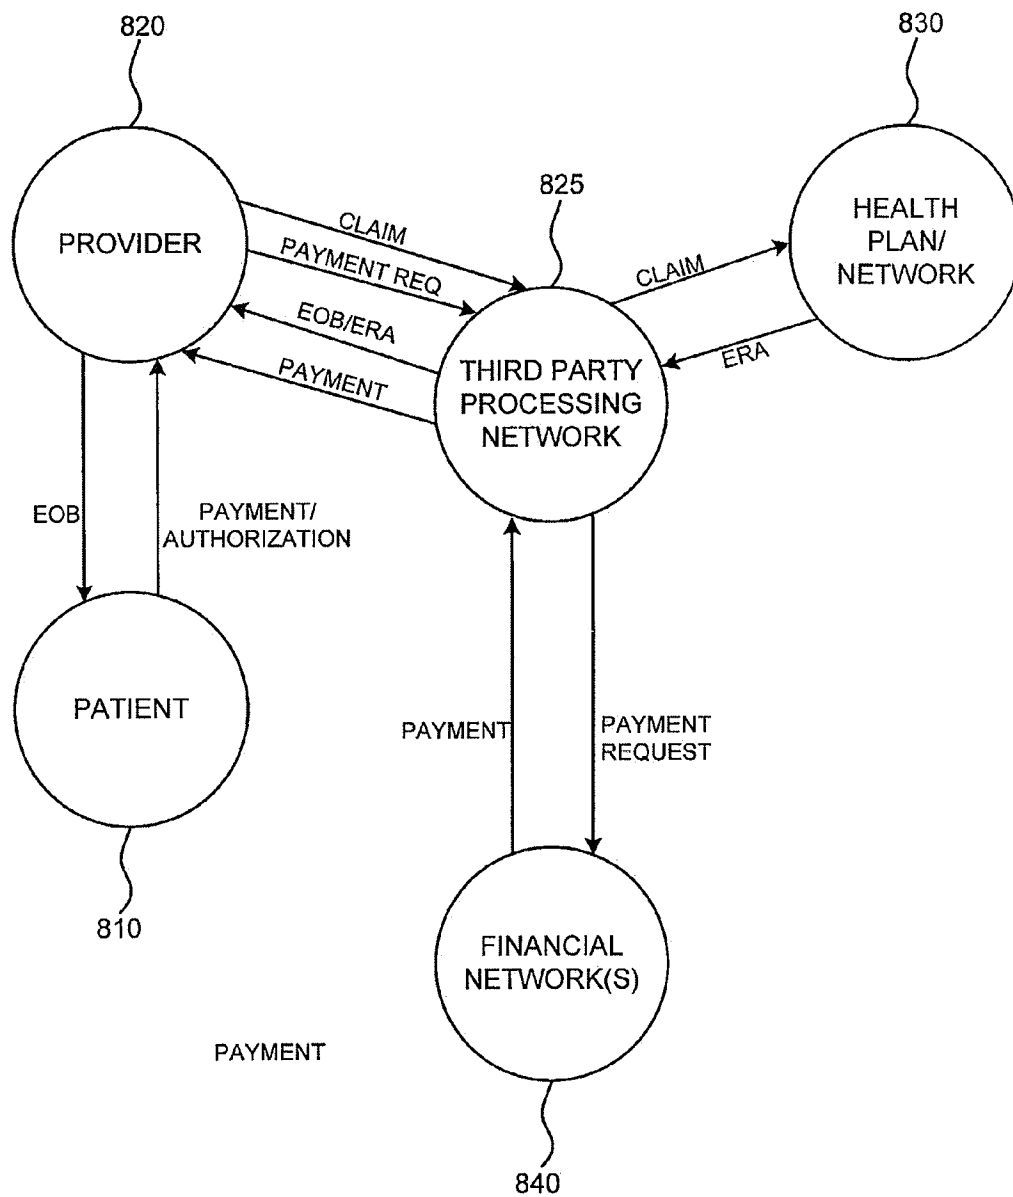 820
830
825
PROVIDER
HEALTH
PLAN/
NETWORK
CLAIM
PAYMENT REQ
EOB/ERA
PAYMENT
CLAIM
ERA
THIRD PARTY
PROCESSING
NETWORK
EOB
PAYMENT/
AUTHORIZATION
PATIENT
PAYMENT
PAYMENT
REQUEST
810
FINANCIAL
NETWORK(S)
PAYMENT
840